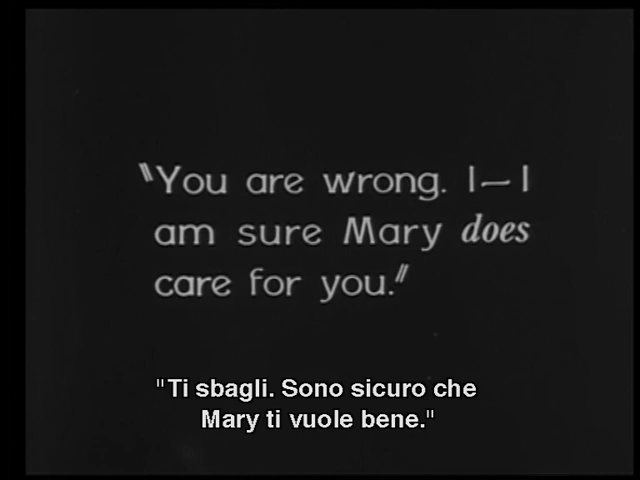 "You are wrong. I—I
am sure Mary does
care for you."
"Ti sbagli. Sono sicuro che
Mary ti vuole bene."